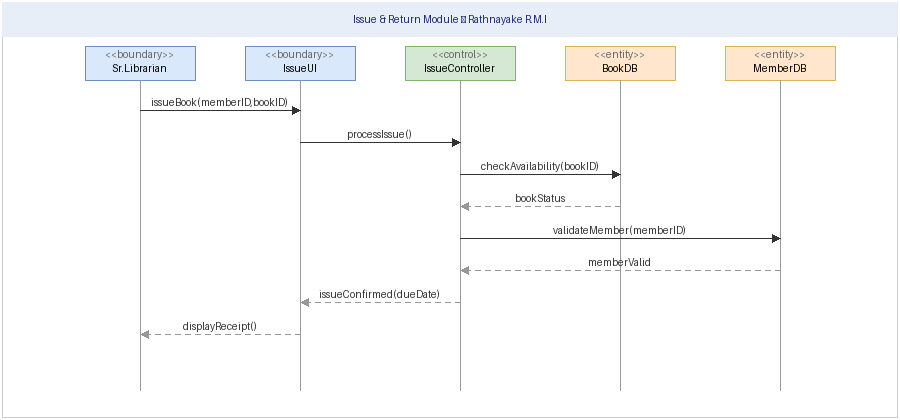 Issue & Return Module ▯ Rathnayake R.M.I
<<boundary>>
Sr.Librarian
<<boundary>>
IssueUI
<<control>>
IssueController
<<entity>>
BookDB
<<entity>>
MemberDB
issueBook(memberID,bookID)
processIssue()
checkAvailability(bookID)
bookStatus
validateMember(memberID)
memberValid
issueConfirmed(dueDate)
displayReceipt()